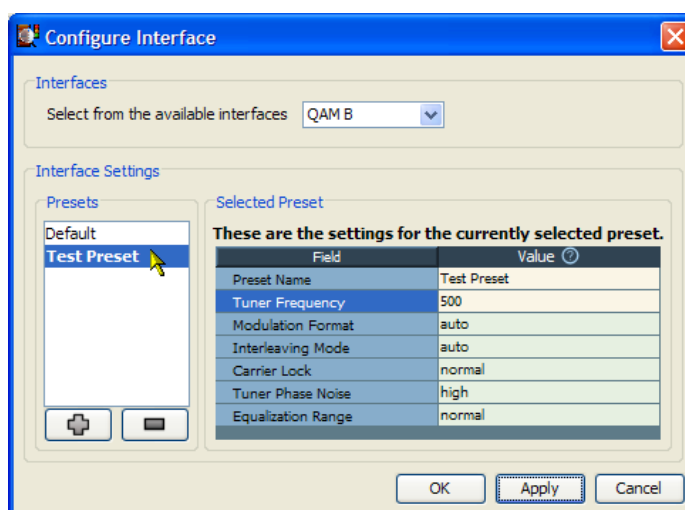 Configure Interface
Interfaces
Select from the available interfaces QAM B
Interface Settings
Presets
Default
Test Preset
Selected Preset
These are the settings for the currently selected preset.
Field Value ?
Preset Name Test Preset
Tuner Frequency 500
Modulation Format auto
Interleaving Mode auto
Carrier Lock normal
Tuner Phase Noise high
Equalization Range normal
OK Apply Cancel